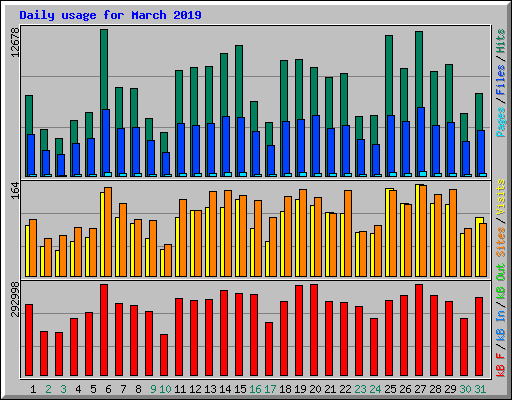 Daily usage for March 2019
12678
164
292998
Pages / Files / Hits
Sites / Visits
kB F / kB In / kB Out
1 2 3 4 5 6 7 8 9 10 11 12 13 14 15 16 17 18 19 20 21 22 23 24 25 26 27 28 29 30 31